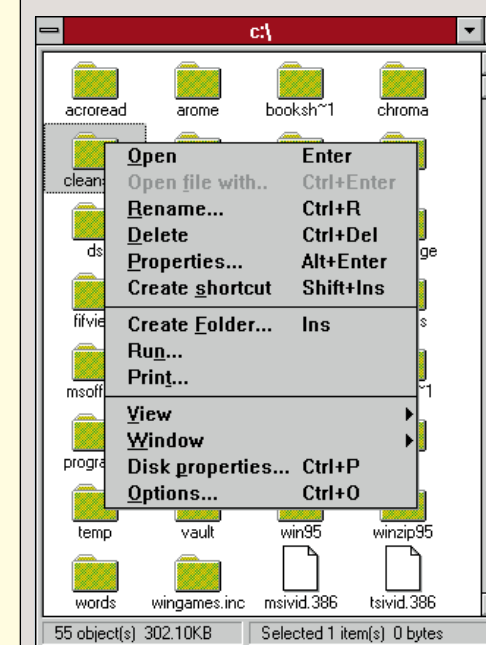 c:\
acroread arome booksh~1 chroma
cleans
Open Enter
Open file with.. Ctrl+Enter
Rename... Ctrl+R
Delete Ctrl+Del
ds ge
Properties... Alt+Enter
Create shortcut Shift+Ins
fifvie s
Create Folder... Ins
Run...
Print...
msoff ~1
View
Window
progra Disk properties... Ctrl+P
Options... Ctrl+O
temp vault win95 winzip95
words wingames.inc msivid.386 tsivid.386
55 object(s) 302.10KB Selected 1 item(s) 0 bytes